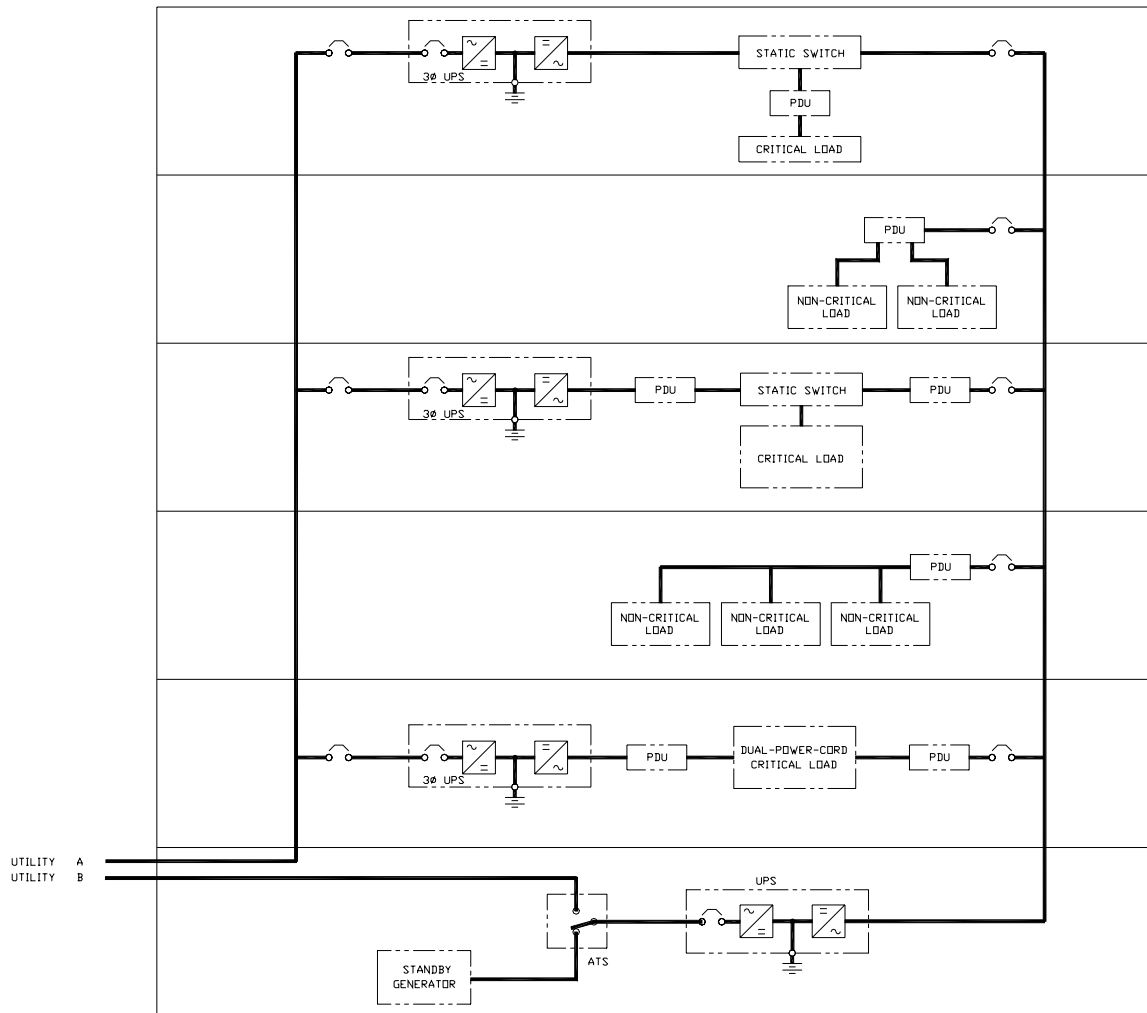 STATIC SWITCH
3ø UPS
PDU
CRITICAL LOAD
PDU
NON-CRITICAL
LOAD
NON-CRITICAL
LOAD
PDU
STATIC SWITCH
PDU
3ø UPS
CRITICAL LOAD
PDU
NON-CRITICAL
LOAD
NON-CRITICAL
LOAD
NON-CRITICAL
LOAD
PDU
DUAL-POWER-CORD
CRITICAL LOAD
PDU
3ø UPS
UTILITY A
UTILITY B
UPS
ATS
STANDBY
GENERATOR